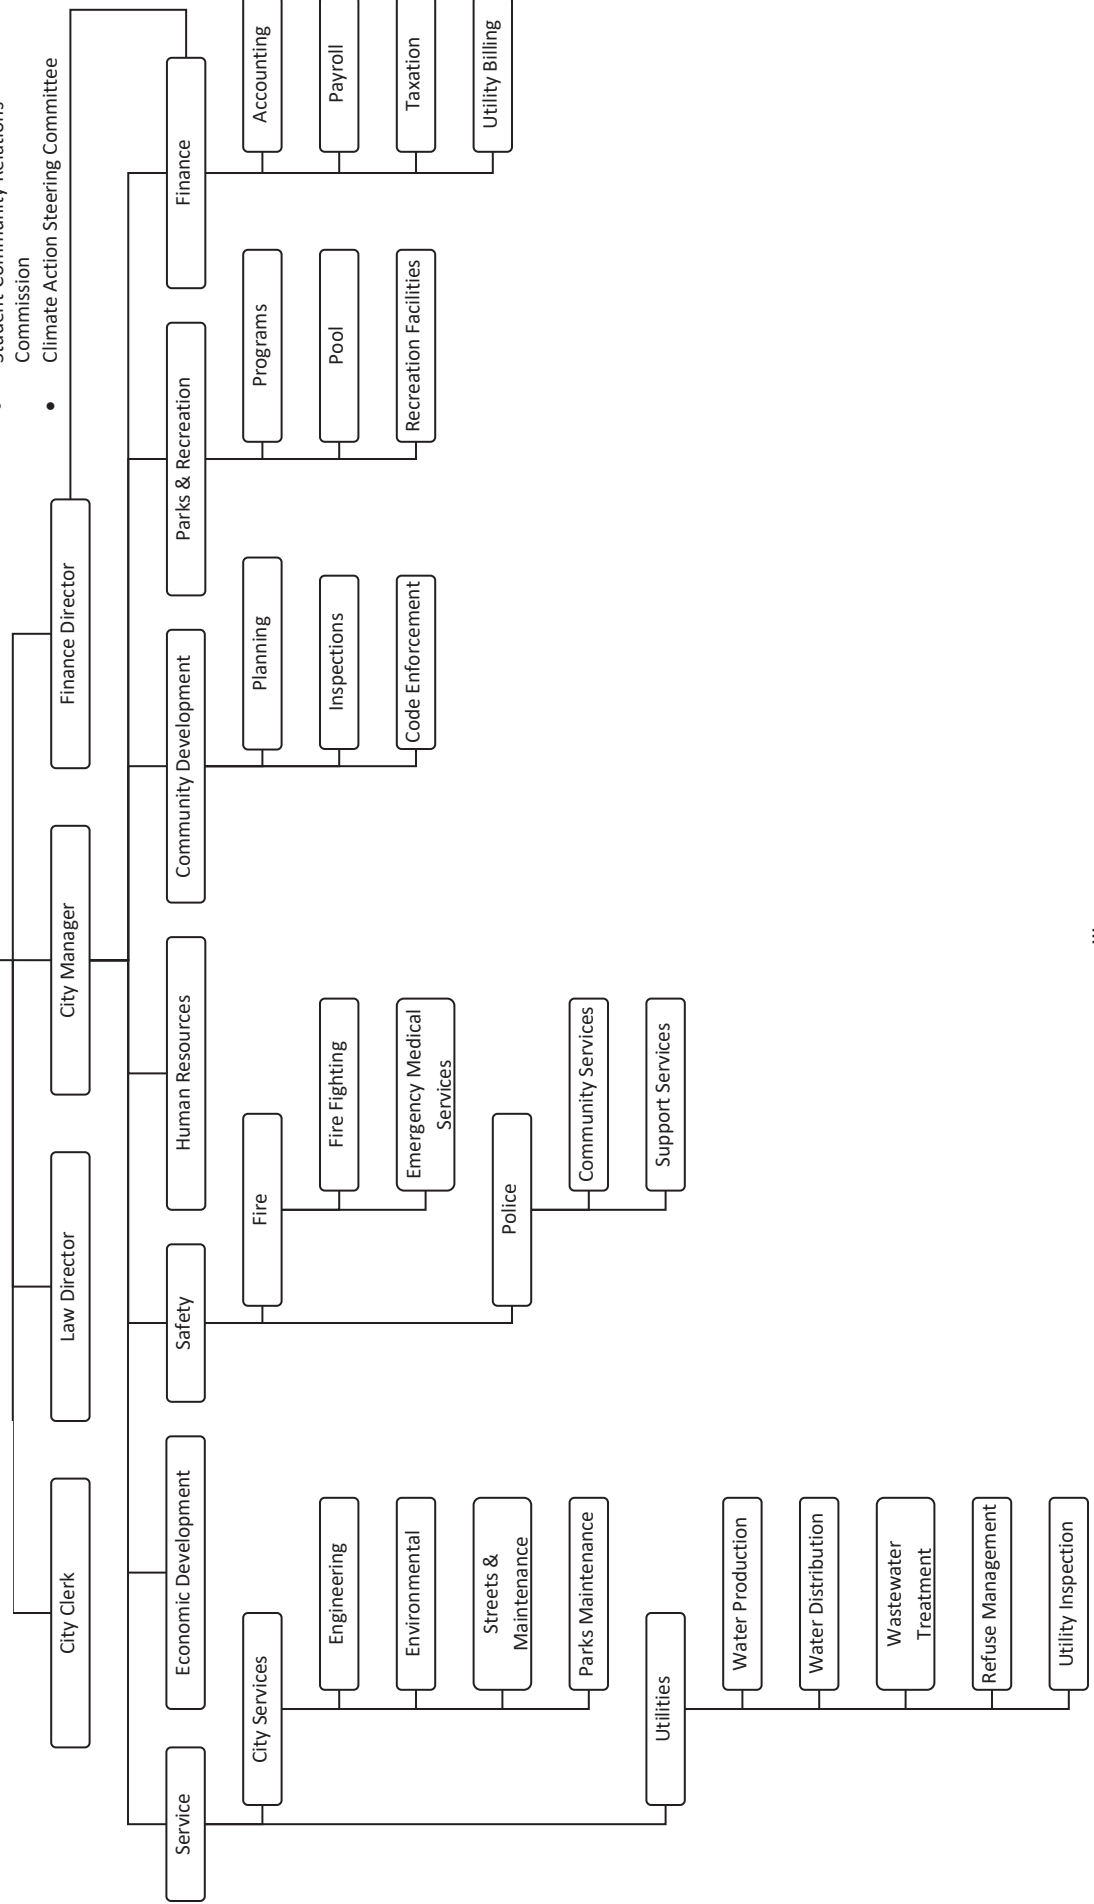 Commission
• Climate Action Steering Committee
City Clerk
Law Director
City Manager
Finance Director
Service
Economic Development
Safety
Human Resources
Community Development
Parks & Recreation
Finance
City Services
Engineering
Environmental
Streets &
Maintenance
Parks Maintenance
Utilities
Water Production
Water Distribution
Wastewater
Treatment
Refuse Management
Utility Inspection
Fire
Fire Fighting
Emergency Medical
Services
Police
Community Services
Support Services
Planning
Inspections
Code Enforcement
Programs
Pool
Recreation Facilities
Accounting
Payroll
Taxation
Utility Billing